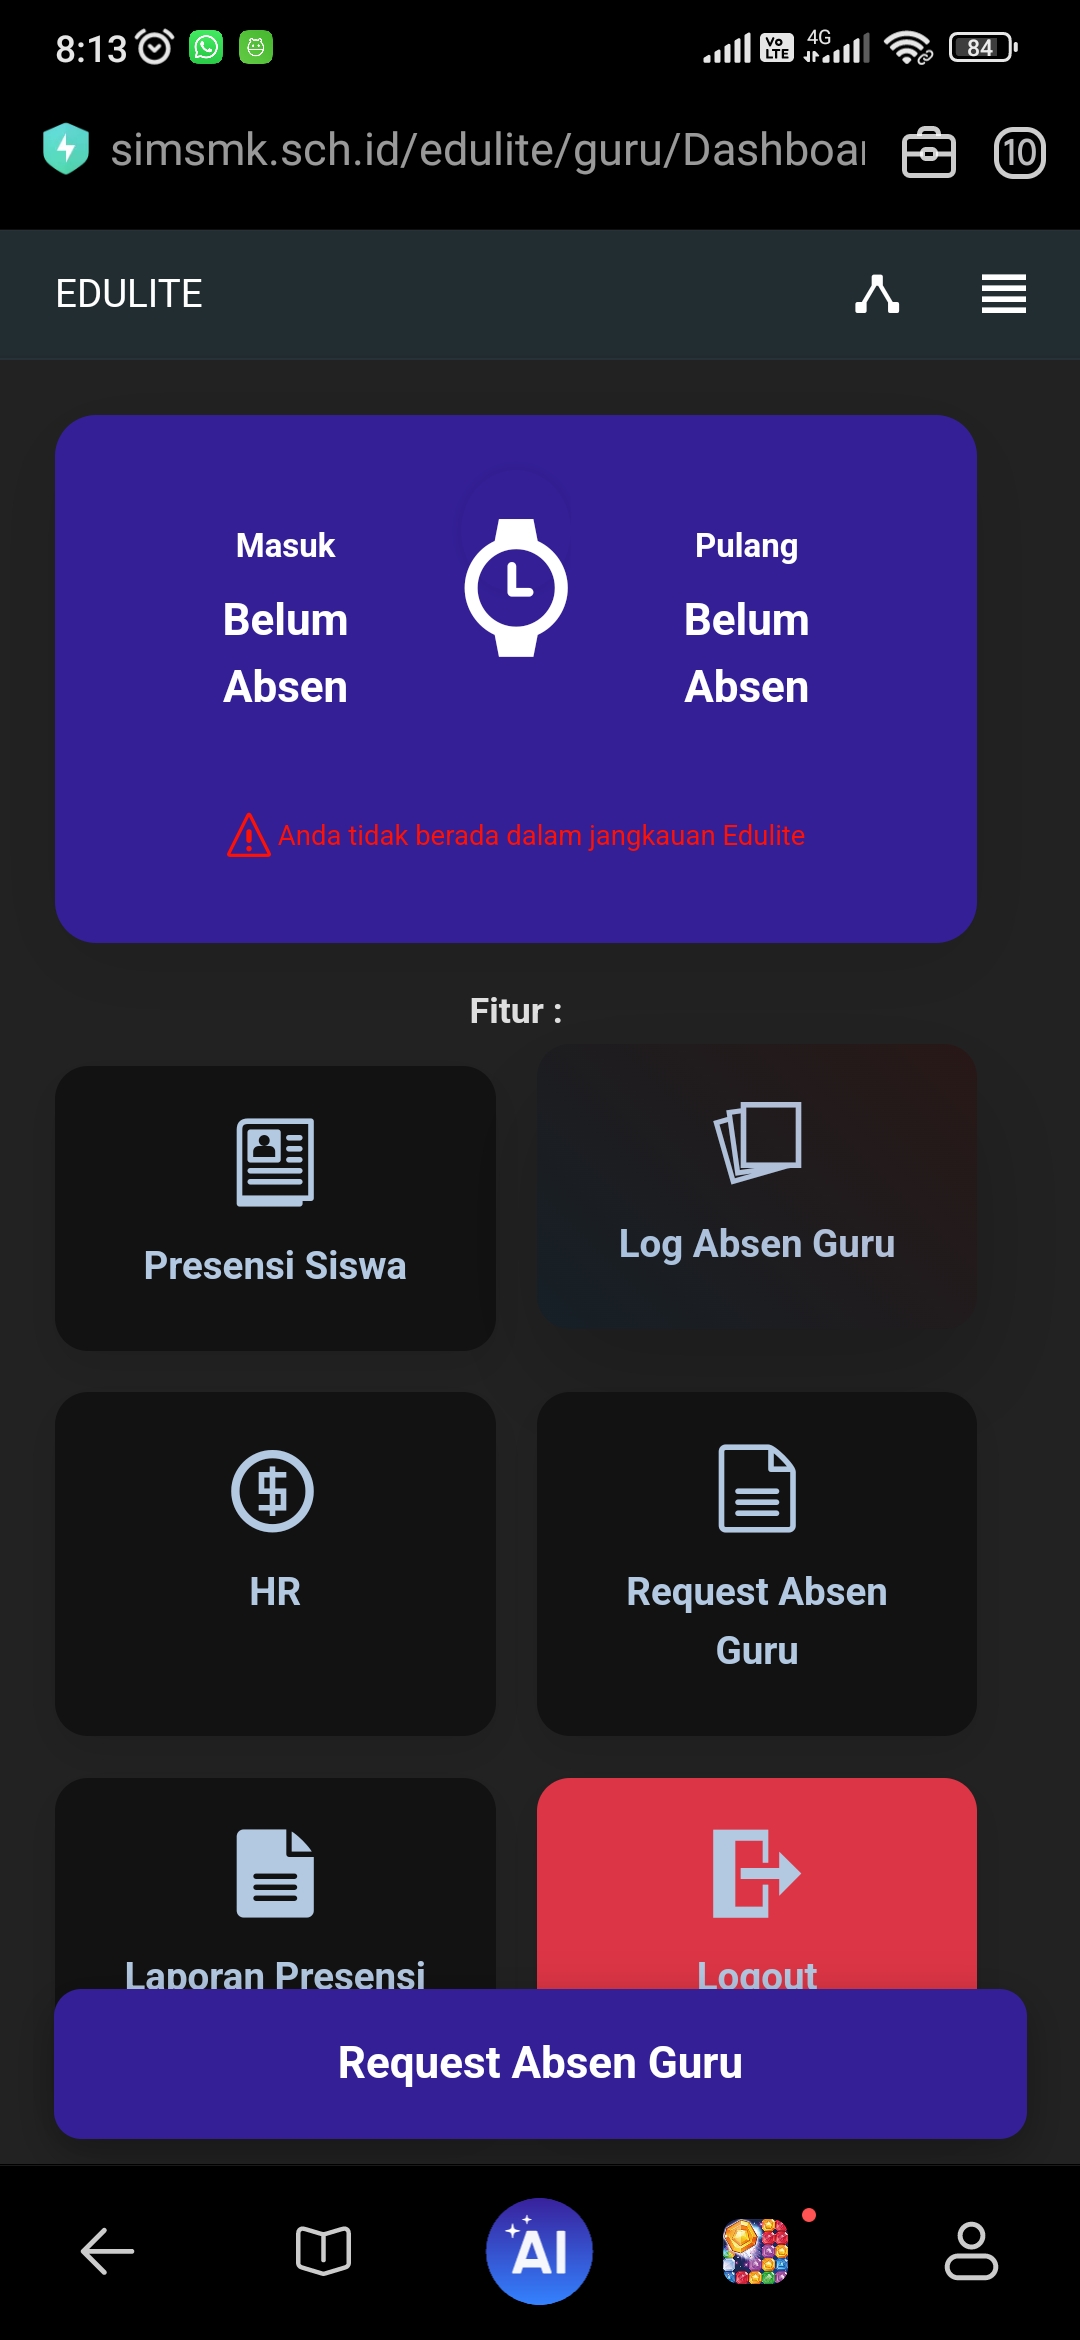 8:13
4G
Vo
LTE
84
simsmk.sch.id/edulite/guru/Dashboar
10
EDULITE
Masuk
Pulang
Belum
Absen
Belum
Absen
Anda tidak berada dalam jangkauan Edulite
Fitur :
Presensi Siswa
Log Absen Guru
HR
Request Absen
Guru
Laporan Presensi
Logout
Request Absen Guru
AI